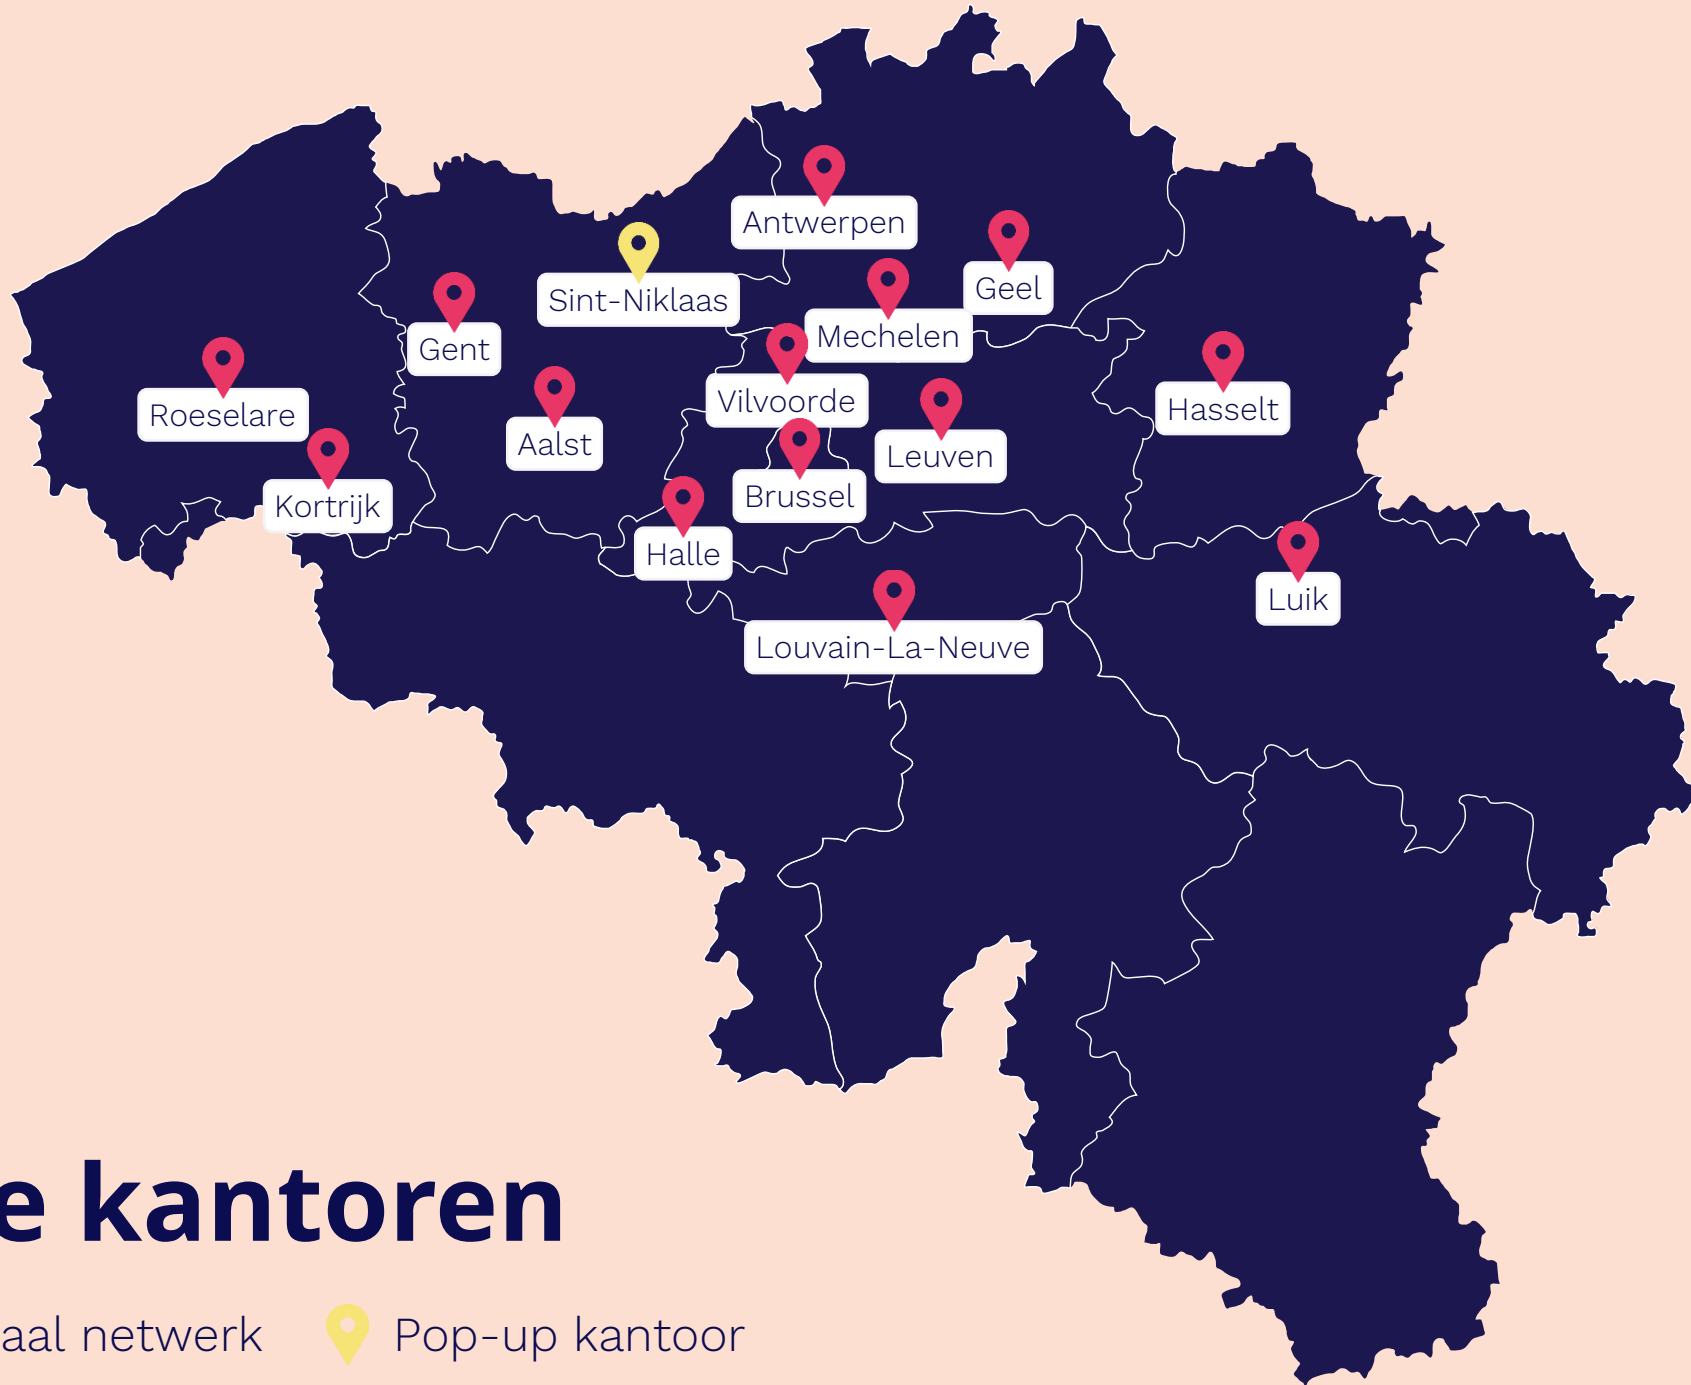 Antwerpen
Geel
Sint-Niklaas
Mechelen
Gent
Vilvoorde
Roeselare
Hasselt
Aalst
Leuven
Brussel
Kortrijk
Halle
Luik
Louvain-La-Neuve
e kantoren
aal netwerk
Pop-up kantoor